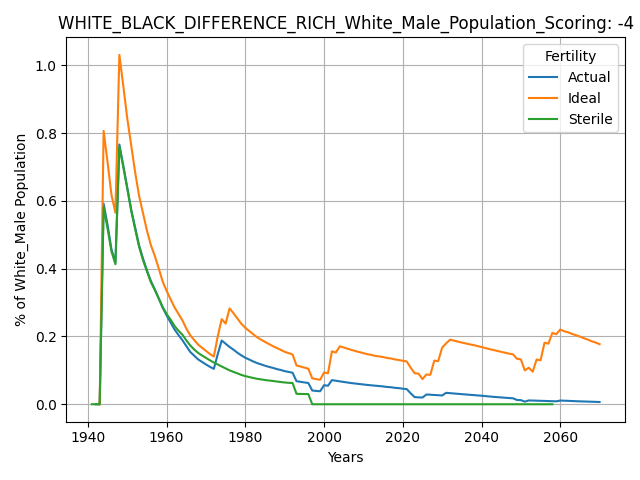 WHITE_BLACK_DIFFERENCE_RICH_White_Male_Population_Scoring: -4
Fertility
Actual
Ideal
Sterile
% of White_Male Population
1.0
0.8
0.6
0.4
0.2
0.0
1940 1960 1980 2000 2020 2040 2060
Years